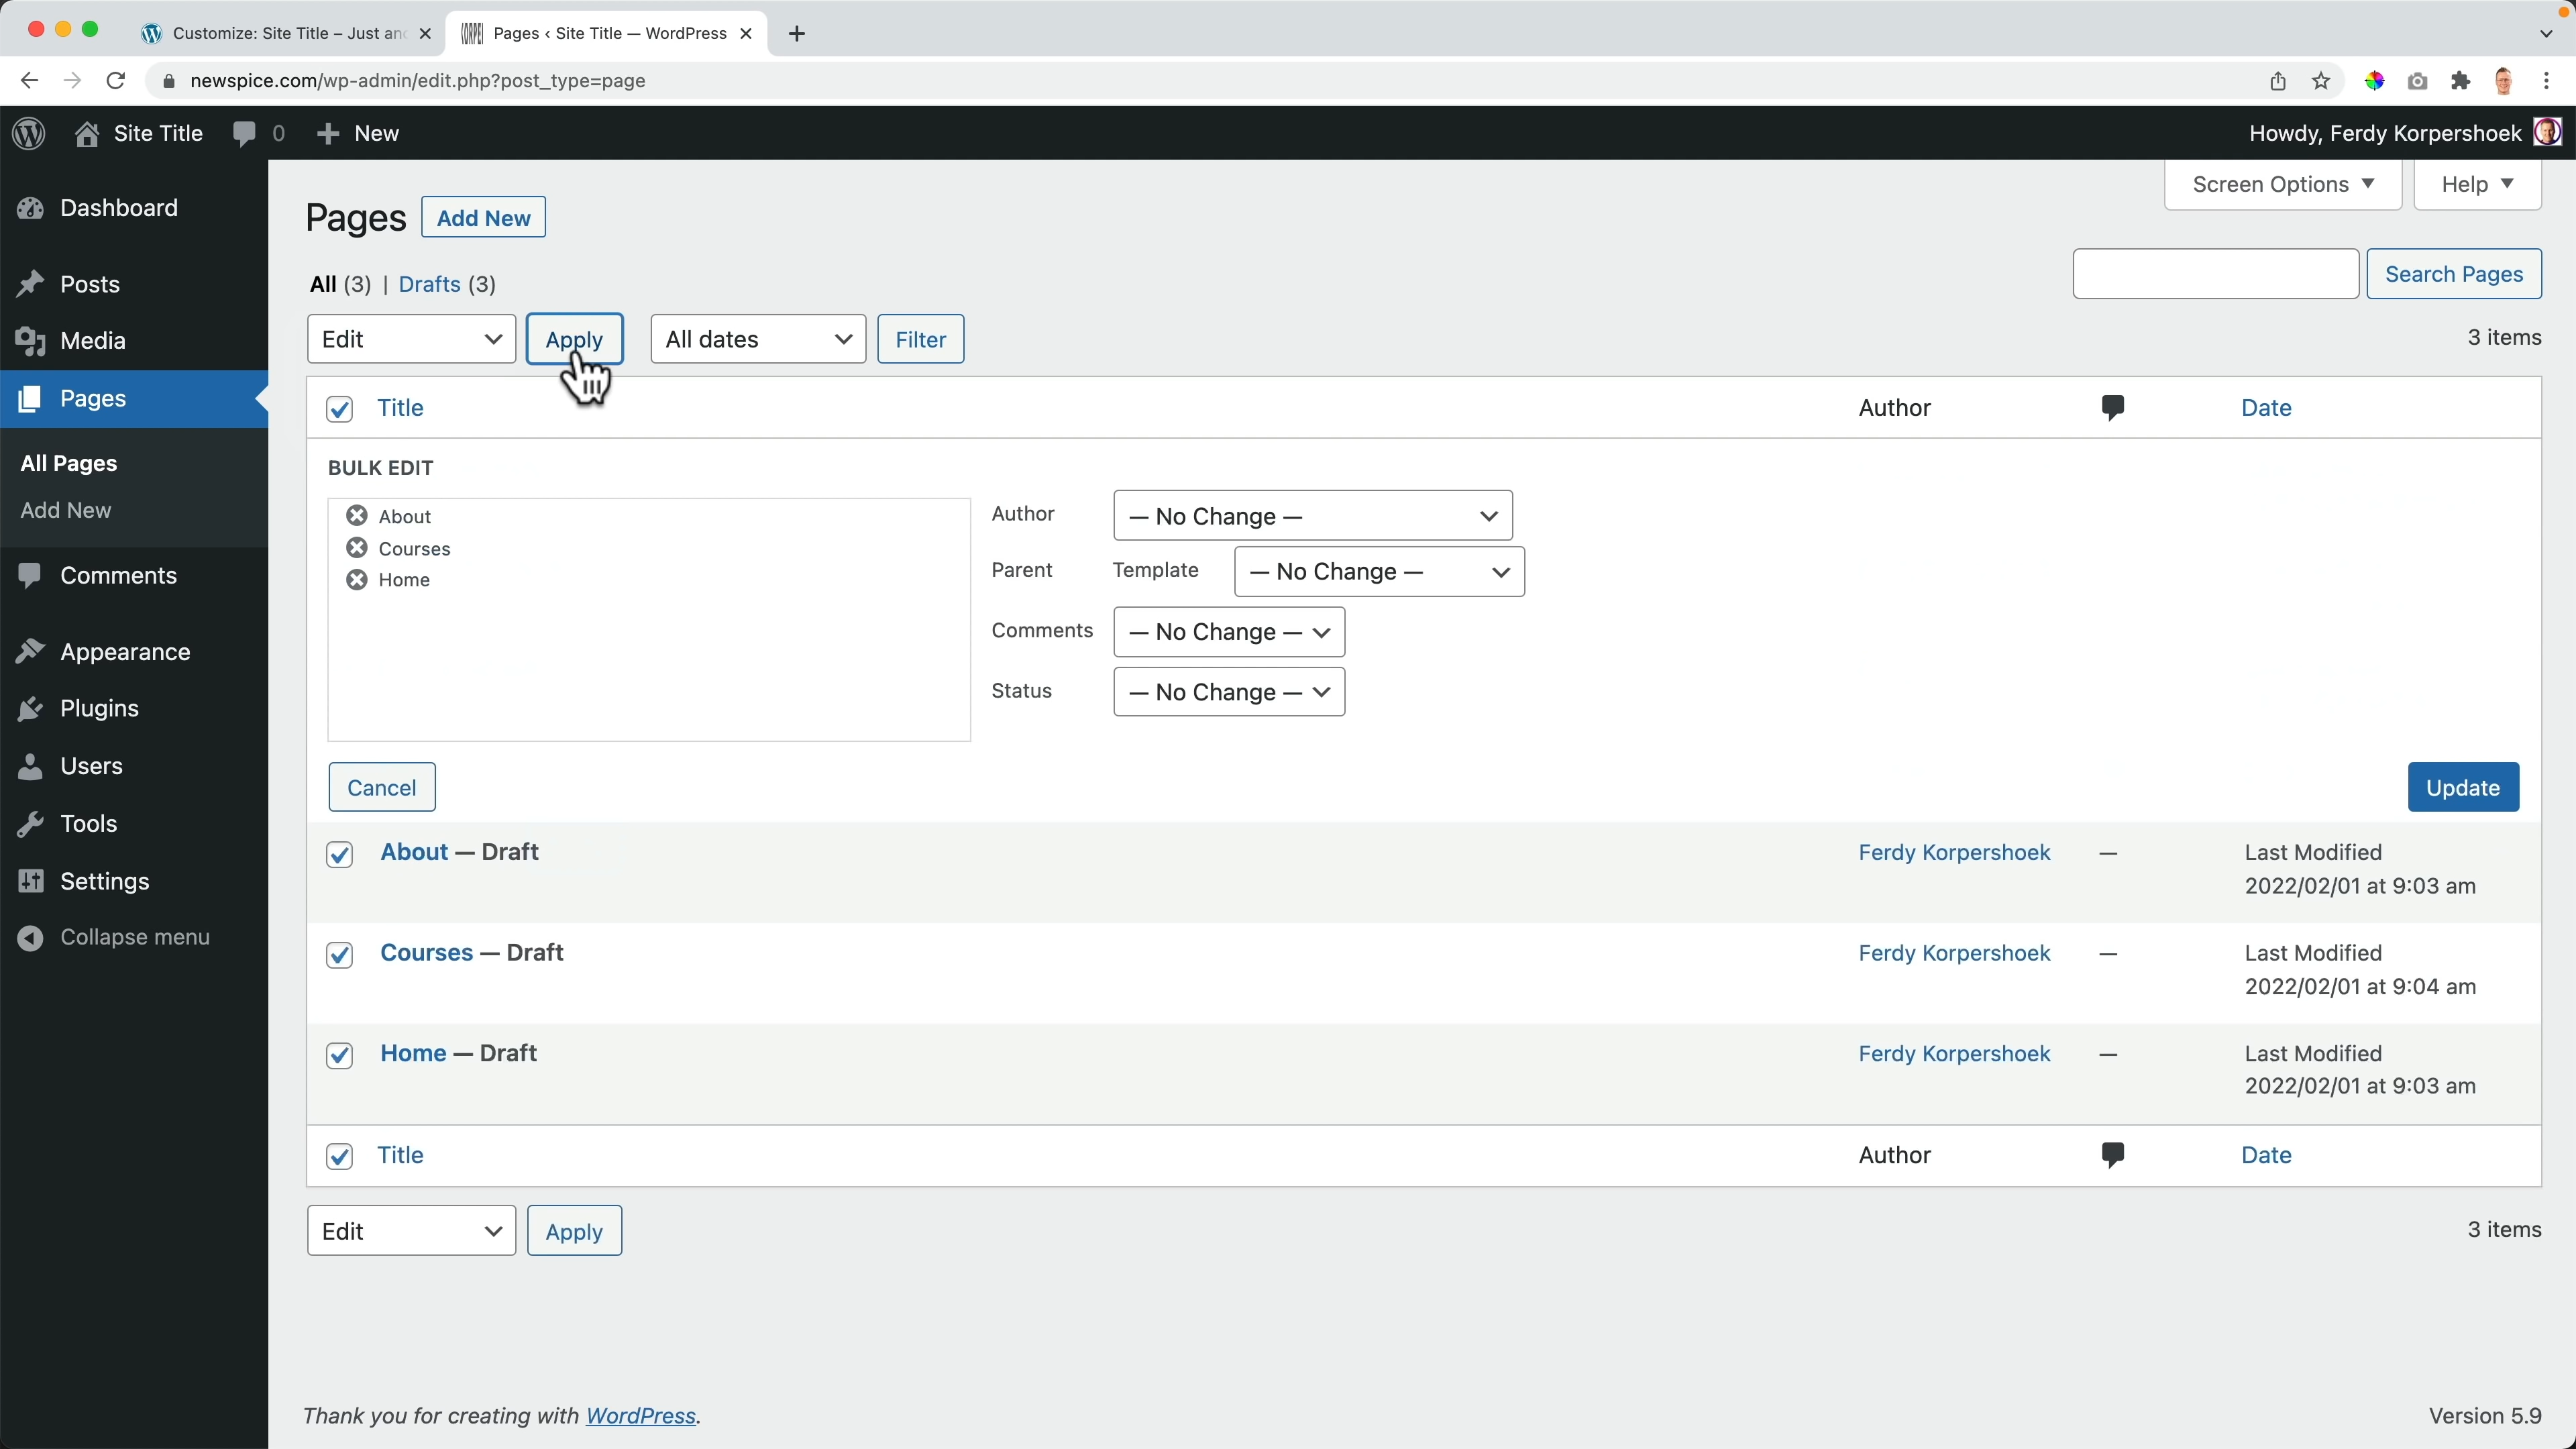 Customize: Site Title – Just and
Pages ‹ Site Title — WordPress
newspice.com/wp-admin/edit.php?post_type=page
Site Title
0
New
Howdy, Ferdy Korpershoek
Dashboard
Posts
Media
Pages
All Pages
Add New
Comments
Appearance
Plugins
Users
Tools
Settings
Collapse menu
Screen Options
Help
Pages
Add New
All (3) | Drafts (3)
Search Pages
Edit
Apply
All dates
Filter
3 items
Title
Author
Date
BULK EDIT
About
Courses
Home
Author
— No Change —
Parent
Template
— No Change —
Comments
— No Change —
Status
— No Change —
Cancel
Update
About — Draft
Ferdy Korpershoek
—
Last Modified
2022/02/01 at 9:03 am
Courses — Draft
Ferdy Korpershoek
—
Last Modified
2022/02/01 at 9:04 am
Home — Draft
Ferdy Korpershoek
—
Last Modified
2022/02/01 at 9:03 am
Title
Author
Date
Edit
Apply
3 items
Thank you for creating with WordPress.
Version 5.9